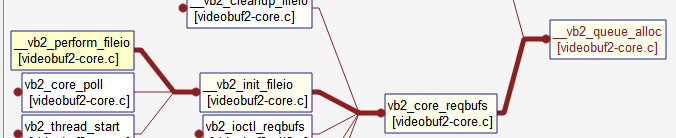 __vb2_cleanup_fileio
[videobuf2-core.c]
__vb2_perform_fileio
[videobuf2-core.c]
__vb2_queue_alloc
[videobuf2-core.c]
vb2_core_poll
[videobuf2-core.c]
__vb2_init_fileio
[videobuf2-core.c]
vb2_core_reqbufs
[videobuf2-core.c]
vb2_thread_start
vb2_ioctl_reqbufs